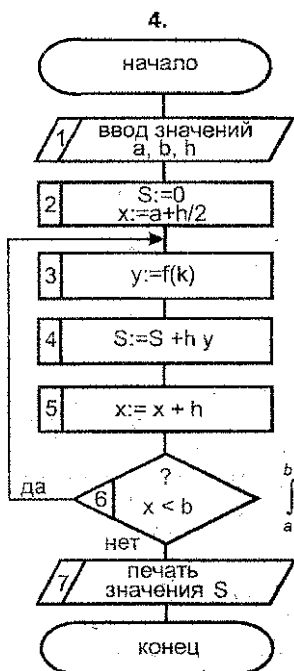 4.
начало
1 ввод значений
a, b, h
2 S:=0
x:=a+h/2
3 y:=f(k)
4 S:=S +h y
5 x:= x + h
?
да 6 x < b
b
∫
a
нет
7 печать
значения S
конец